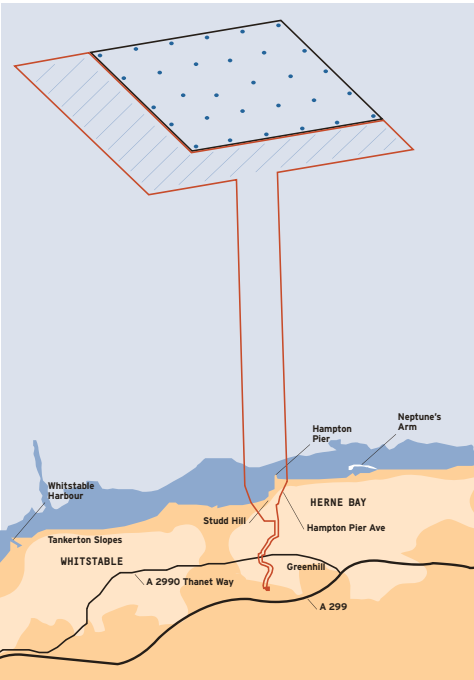 Neptune's
Arm
Hampton
Pier
Whitstable
Harbour
HERNE BAY
Studd Hill
Hampton Pier Ave
Tankerton Slopes
WHITSTABLE
Greenhill
A 2990 Thanet Way
A 299